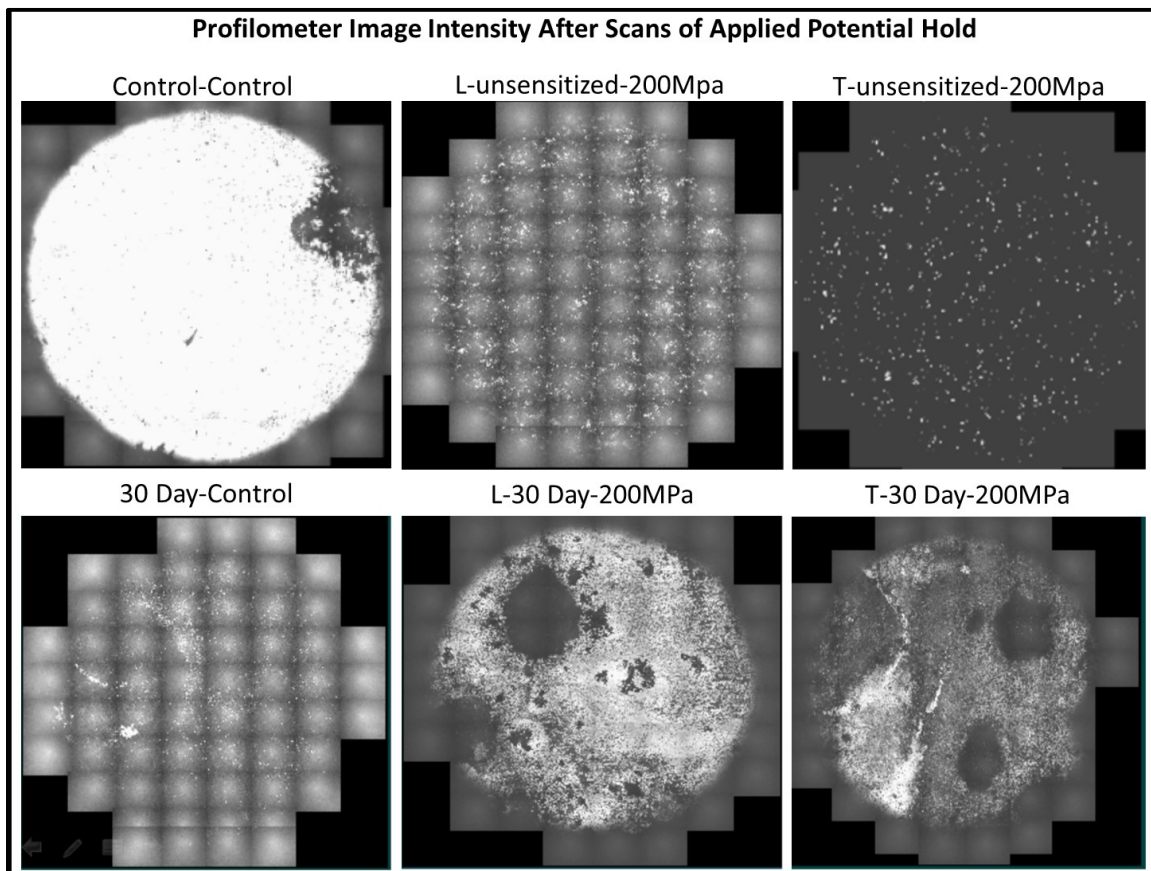 Profilometer Image Intensity After Scans of Applied Potential Hold
Control-Control
L-unsensitized-200Mpa
T-unsensitized-200Mpa
30 Day-Control
L-30 Day-200MPa
T-30 Day-200MPa